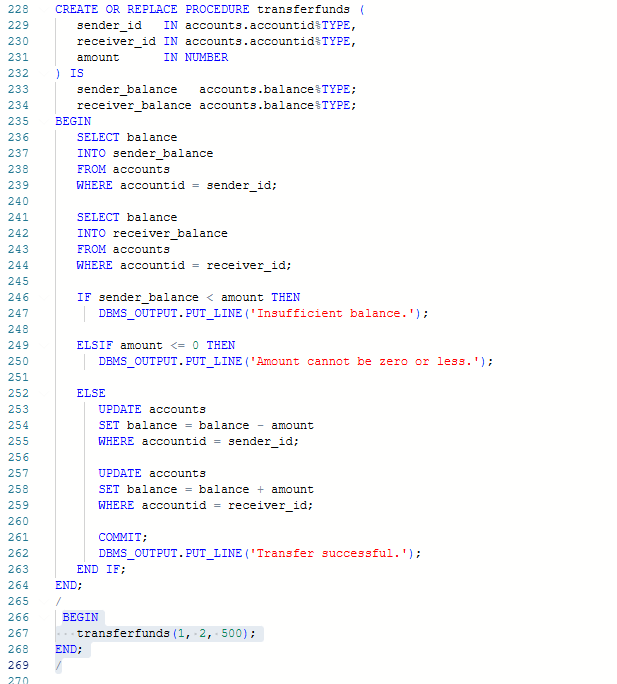 228 CREATE OR REPLACE PROCEDURE transferfunds (
229    sender_id   IN accounts.accountid%TYPE,
230    receiver_id IN accounts.accountid%TYPE,
231    amount      IN NUMBER
232 ) IS
233    sender_balance   accounts.balance%TYPE;
234    receiver_balance accounts.balance%TYPE;
235 BEGIN
236    SELECT balance
237    INTO sender_balance
238    FROM accounts
239    WHERE accountid = sender_id;
240
241    SELECT balance
242    INTO receiver_balance
243    FROM accounts
244    WHERE accountid = receiver_id;
245
246    IF sender_balance < amount THEN
247       DBMS_OUTPUT.PUT_LINE('Insufficient balance.');
248
249    ELSIF amount <= 0 THEN
250       DBMS_OUTPUT.PUT_LINE('Amount cannot be zero or less.');
251
252    ELSE
253       UPDATE accounts
254       SET balance = balance - amount
255       WHERE accountid = sender_id;
256
257       UPDATE accounts
258       SET balance = balance + amount
259       WHERE accountid = receiver_id;
260
261       COMMIT;
262       DBMS_OUTPUT.PUT_LINE('Transfer successful.');
263    END IF;
264 END;
265 /
266  BEGIN
267 ···transferfunds(1,·2,·500);
268 END;
269 /
270